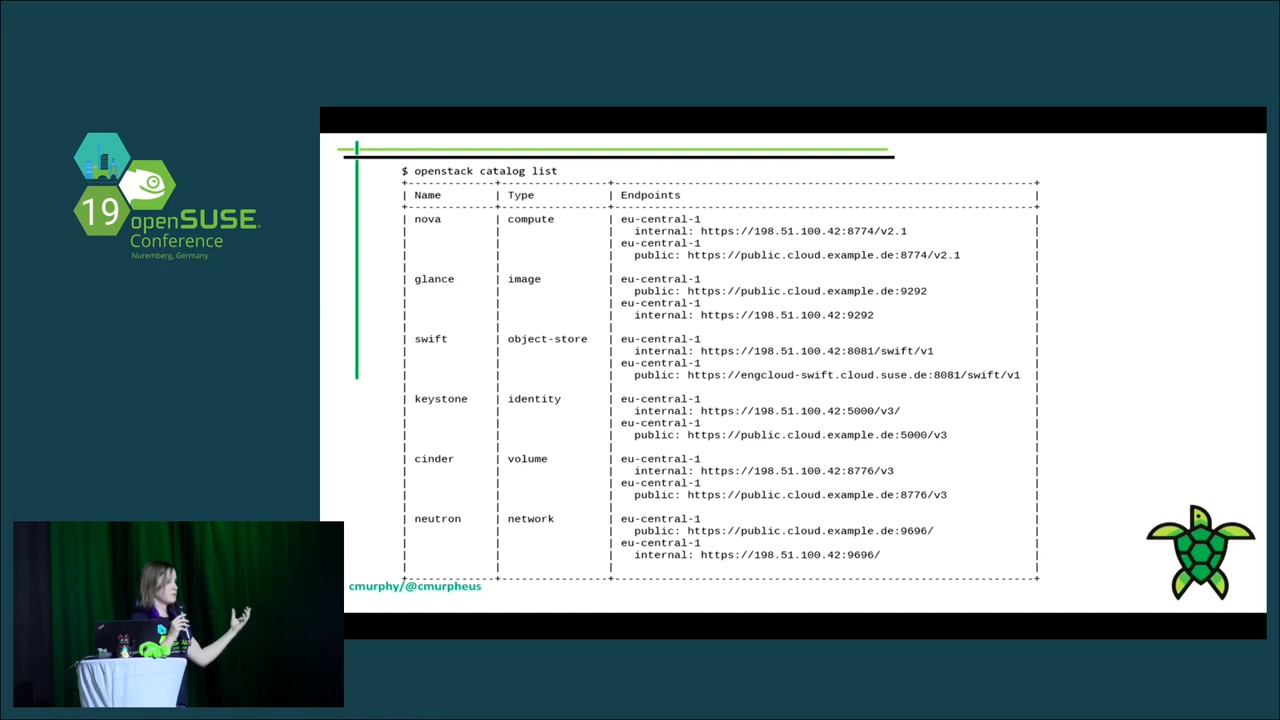 19
openSUSE
Conference
Nuremberg, Germany
$ openstack catalog list
| Name | Type | Endpoints |
| nova | compute | eu-central-1
internal: https://198.51.100.42:8774/v2.1
eu-central-1
public: https://public.cloud.example.de:8774/v2.1
| glance | image | eu-central-1
public: https://public.cloud.example.de:9292
eu-central-1
internal: https://198.51.100.42:9292
| swift | object-store | eu-central-1
internal: https://198.51.100.42:8081/swift/v1
eu-central-1
public: https://engcloud-swift.cloud.suse.de:8081/swift/v1
| keystone | identity | eu-central-1
internal: https://198.51.100.42:5000/v3/
eu-central-1
public: https://public.cloud.example.de:5000/v3
| cinder | volume | eu-central-1
internal: https://198.51.100.42:8776/v3
eu-central-1
public: https://public.cloud.example.de:8776/v3
| neutron | network | eu-central-1
public: https://public.cloud.example.de:9696/
eu-central-1
internal: https://198.51.100.42:9696/
cmurphy/@cmurpheus